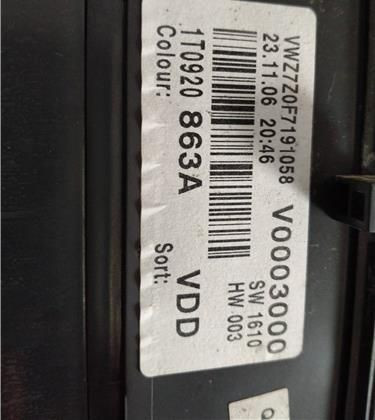 VWZ7Z0F7191058
23.11.06 20:46
V0003000
SW 1610
HW 003
1T0920 863A VDD
Colour: Sort:
Q